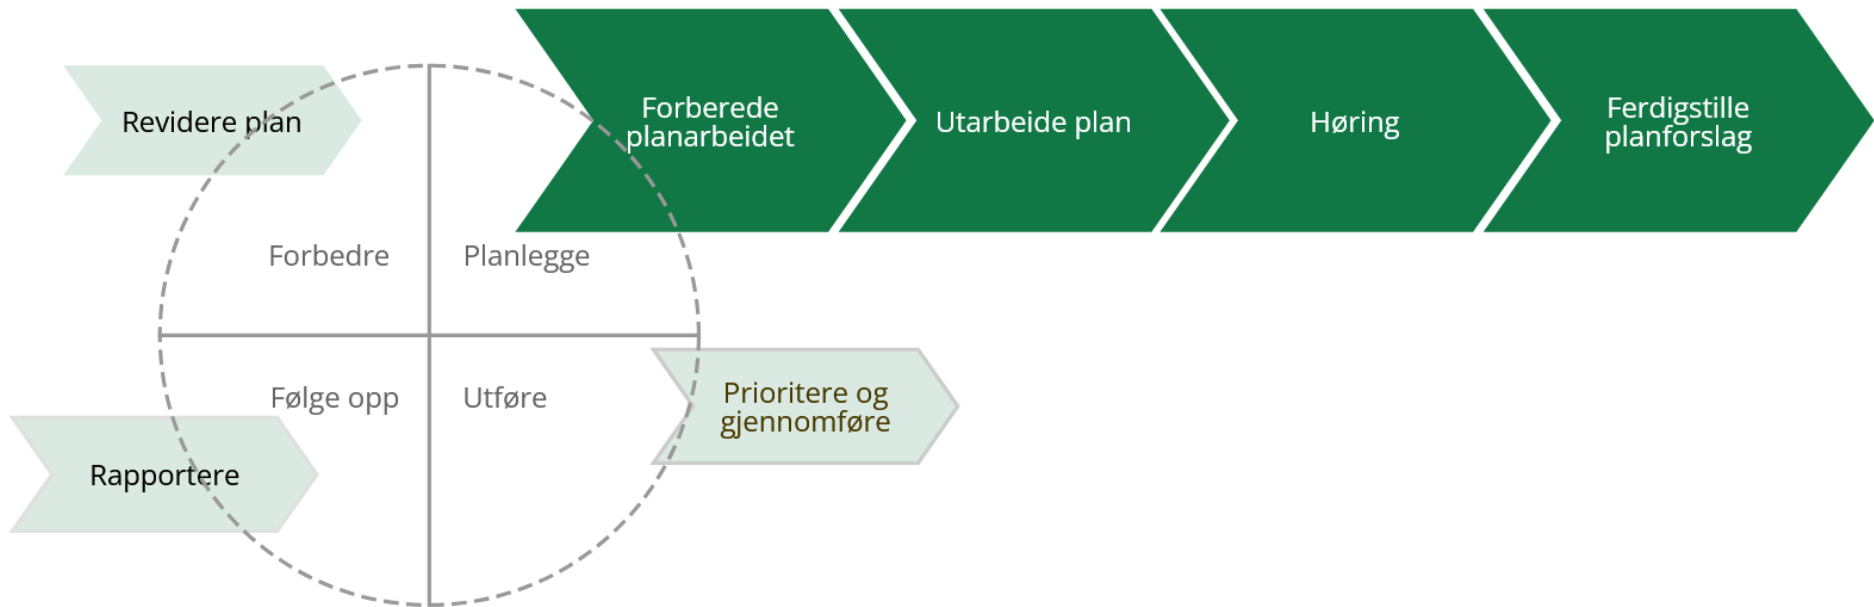 Revidere plan
Forberede
planarbeidet
Utarbeide plan
Høring
Ferdigstille
planforslag
Forbedre
Planlegge
Følge opp
Utføre
Prioritere og
gjennomføre
Rapportere